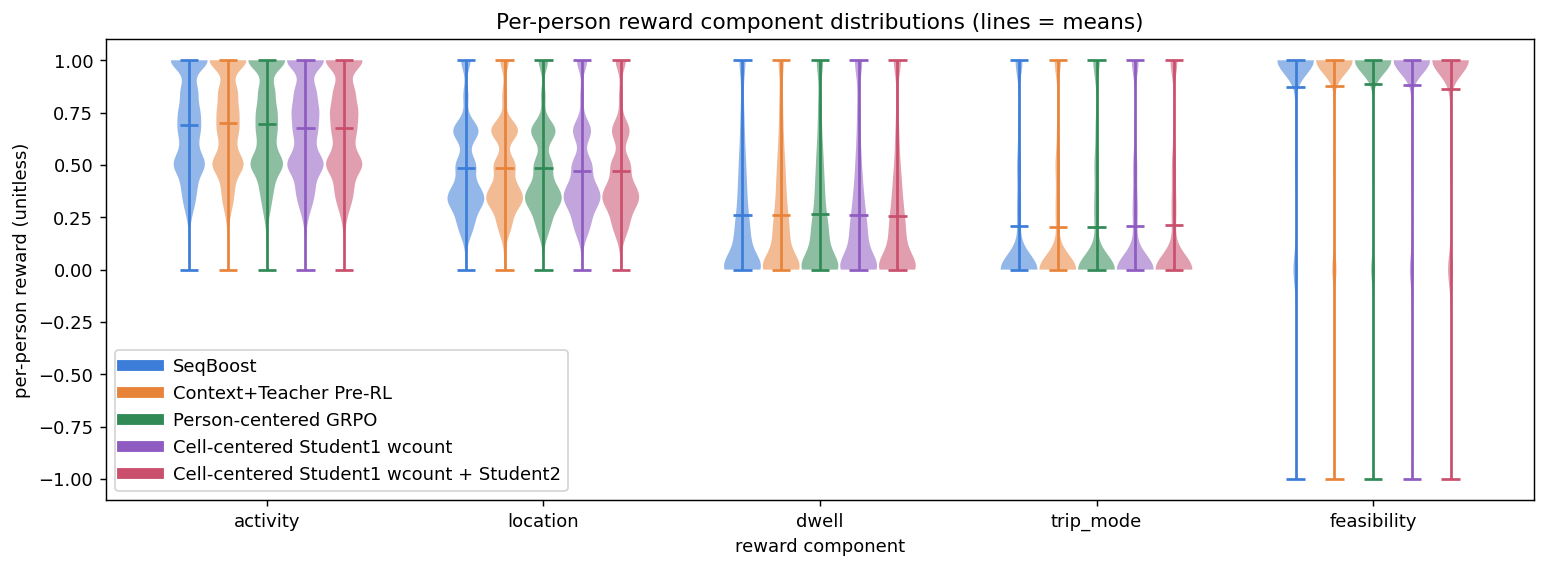 Per-person reward component distributions (lines = means)
per-person reward (unitless)
1.00
0.75
0.50
0.25
0.00
−0.25
−0.50
−0.75
−1.00
SeqBoost
Context+Teacher Pre-RL
Person-centered GRPO
Cell-centered Student1 wcount
Cell-centered Student1 wcount + Student2
activity
location
dwell
trip_mode
feasibility
reward component